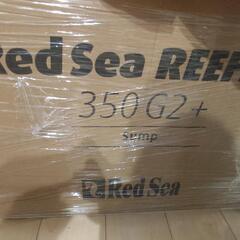 Red Sea REEF
350 G2+
Sump
Red Sea